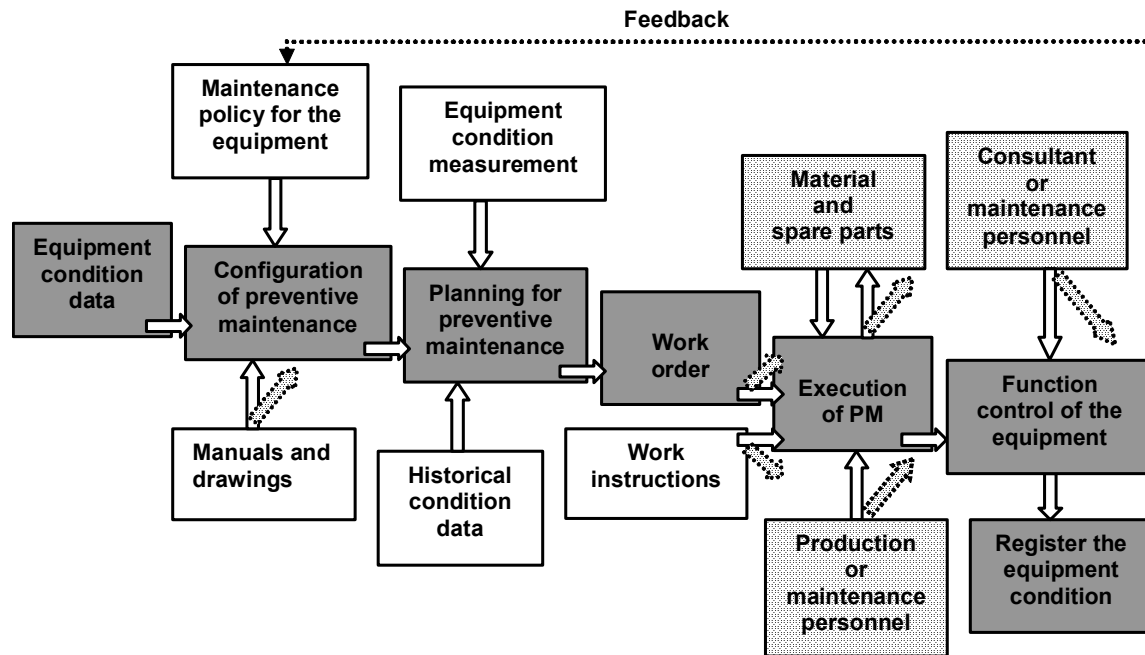 Feedback
Maintenance
policy for the
equipment
Equipment
condition
measurement
Material
and
spare parts
Consultant
or
maintenance
personnel
Equipment
condition
data
Configuration
of preventive
maintenance
Planning for
preventive
maintenance
Work
order
Execution
of PM
Function
control of the
equipment
Manuals and
drawings
Historical
condition
data
Work
instructions
Production
or
maintenance
personnel
Register the
equipment
condition